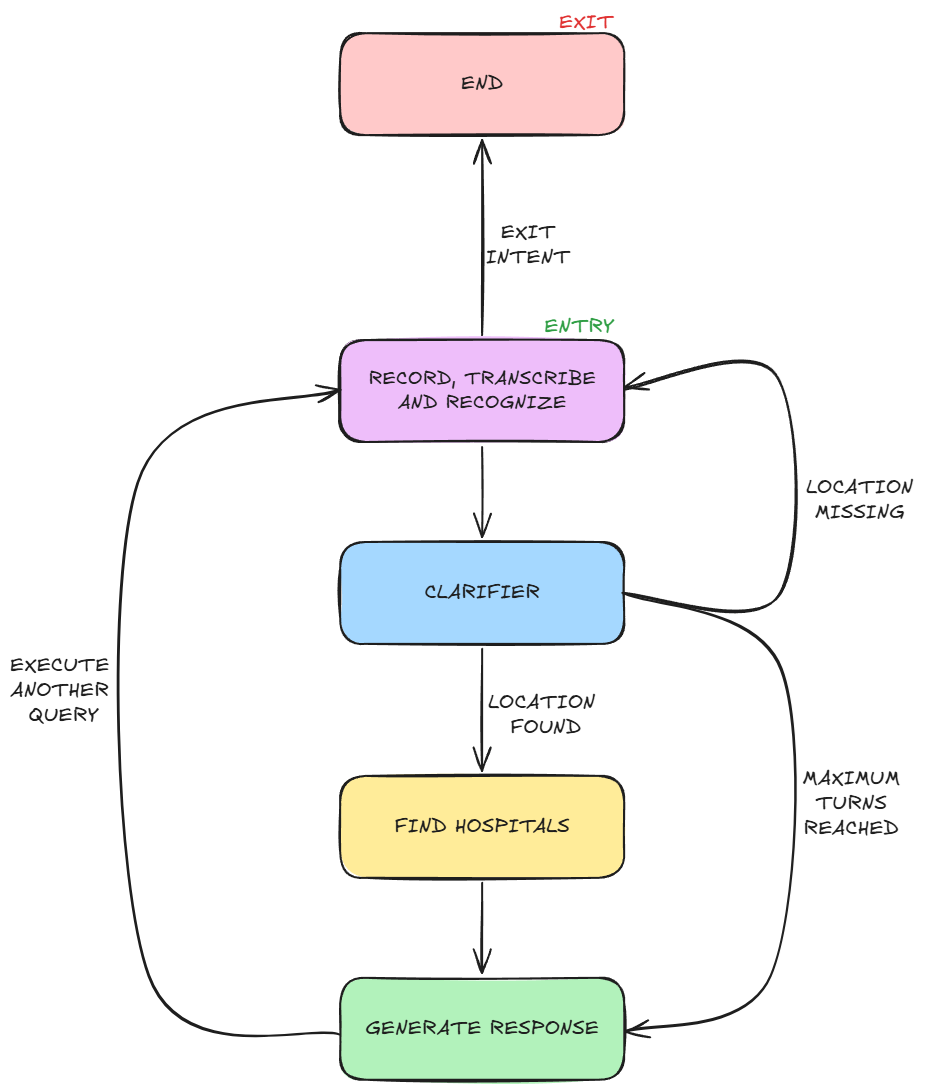 EXIT
END
EXIT
INTENT
ENTRY
RECORD, TRANSCRIBE
AND RECOGNIZE
LOCATION
MISSING
CLARIFIER
EXECUTE
ANOTHER
QUERY
LOCATION
FOUND
MAXIMUM
TURNS
REACHED
FIND HOSPITALS
GENERATE RESPONSE